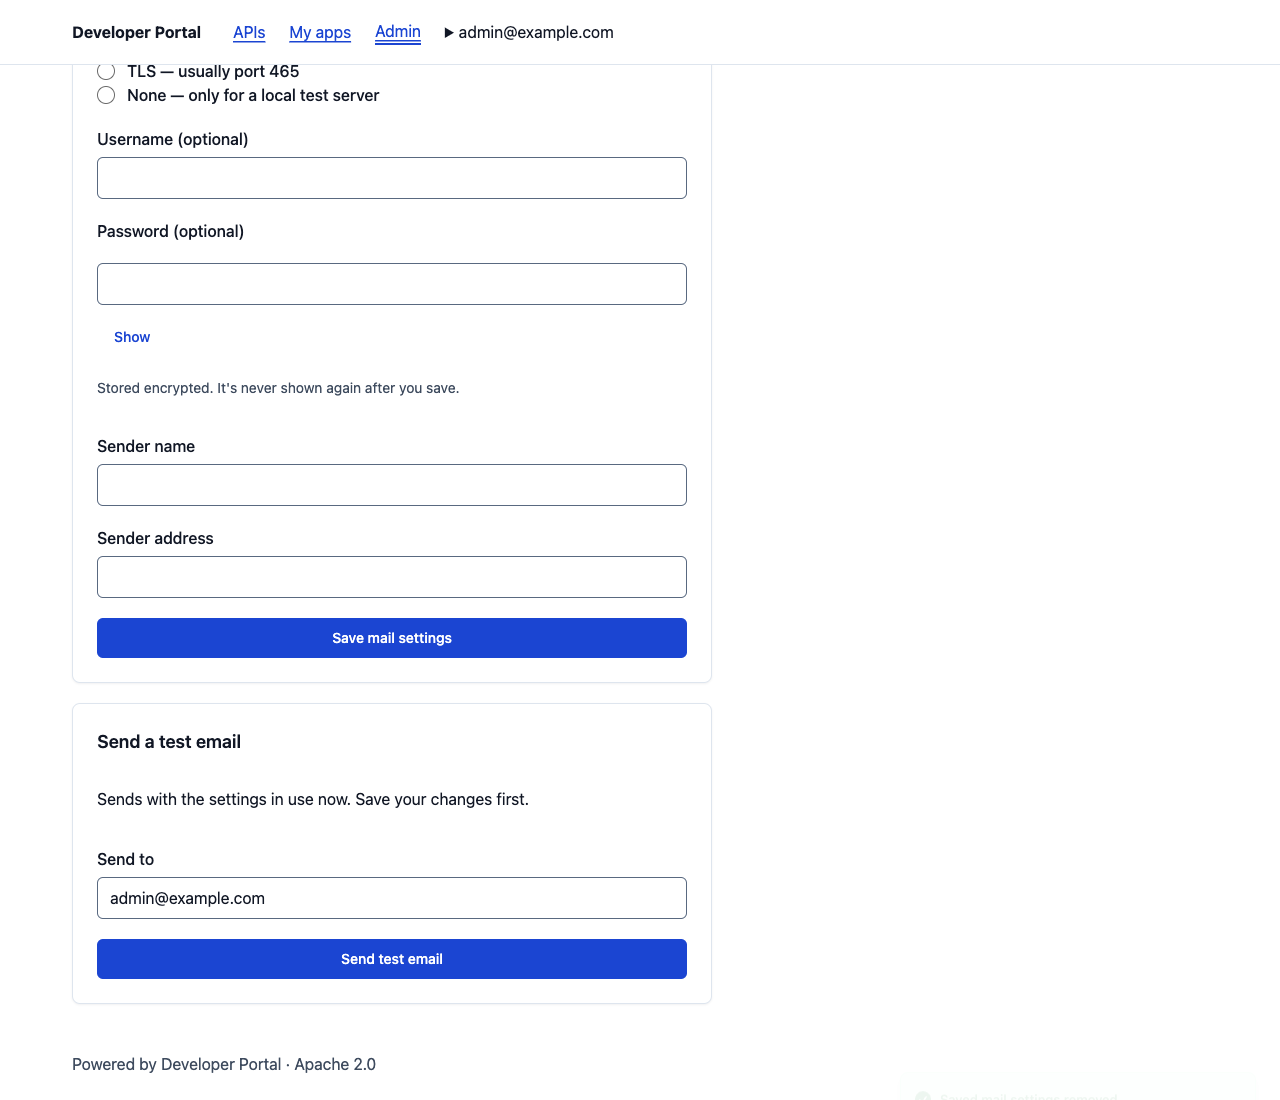 Developer Portal APIs My apps Admin ▶ admin@example.com
TLS — usually port 465
None — only for a local test server
Username (optional)
Password (optional)
Show
Stored encrypted. It's never shown again after you save.
Sender name
Sender address
Save mail settings
Send a test email
Sends with the settings in use now. Save your changes first.
Send to
admin@example.com
Send test email
Powered by Developer Portal · Apache 2.0